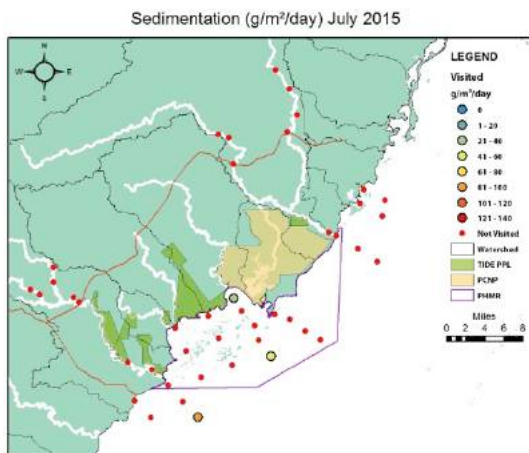 Sedimentation (g/m²/day) July 2015
N
W E
S
LEGEND
Visited
g/m²/day
0
1 - 20
21 - 40
41 - 60
61 - 80
81 - 100
101 - 120
121 - 140
Not Visited
Watershed
TIDE PPL
PCNP
PHMR
Miles
0 2 4 6 8